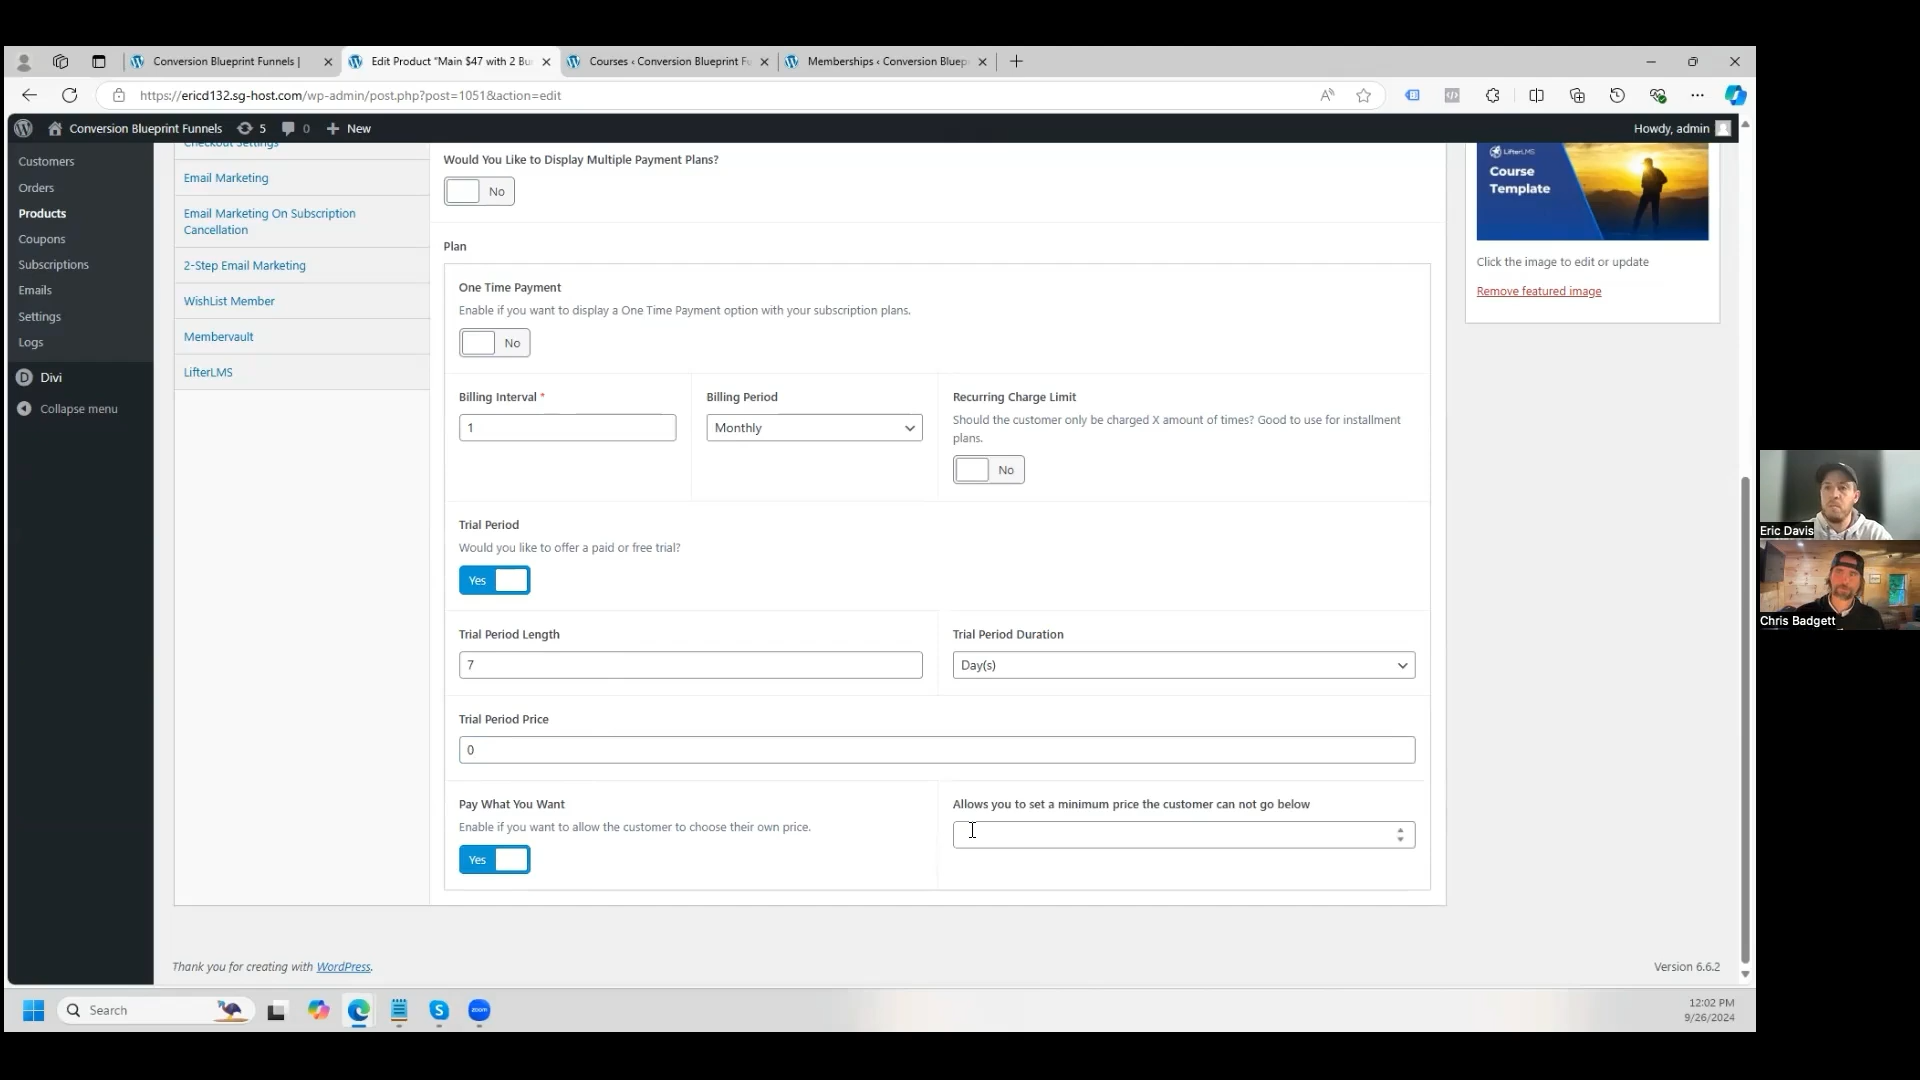 Conversion Blueprint Funnels |
Edit Product "Main $47 with 2 Bu
Courses ‹ Conversion Blueprint Fu
Memberships ‹ Conversion Bluep
https://ericd132.sg-host.com/wp-admin/post.php?post=1051&action=edit
Conversion Blueprint Funnels
5
0
+ New
Howdy, admin
Customers
Orders
Products
Coupons
Subscriptions
Emails
Settings
Logs
Divi
Collapse menu
Checkout Settings
Email Marketing
Email Marketing On Subscription
Cancellation
2-Step Email Marketing
WishList Member
Membervault
LifterLMS
Would You Like to Display Multiple Payment Plans?
No
Plan
One Time Payment
Enable if you want to display a One Time Payment option with your subscription plans.
No
Billing Interval *
1
Billing Period
Monthly
Recurring Charge Limit
Should the customer only be charged X amount of times? Good to use for installment
plans.
No
Trial Period
Would you like to offer a paid or free trial?
Yes
Trial Period Length
7
Trial Period Duration
Day(s)
Trial Period Price
0
Pay What You Want
Enable if you want to allow the customer to choose their own price.
Yes
Allows you to set a minimum price the customer can not go below
LifterLMS
Course
Template
Click the image to edit or update
Remove featured image
Thank you for creating with WordPress.
Version 6.6.2
Eric Davis
Chris Badgett
Search
zoom
12:02 PM
9/26/2024